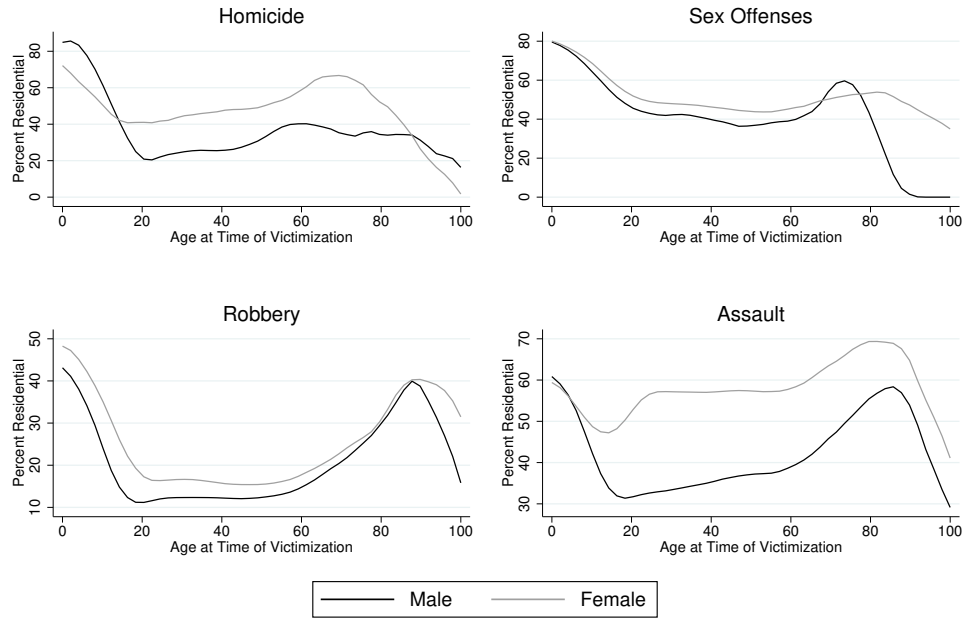 Homicide
Percent Residential
80
60
40
20
0
0 20 40 60 80 100
Age at Time of Victimization
Sex Offenses
Percent Residential
80
60
40
20
0
0 20 40 60 80 100
Age at Time of Victimization
Robbery
Percent Residential
50
40
30
20
10
0 20 40 60 80 100
Age at Time of Victimization
Assault
Percent Residential
70
60
50
40
30
0 20 40 60 80 100
Age at Time of Victimization
Male Female